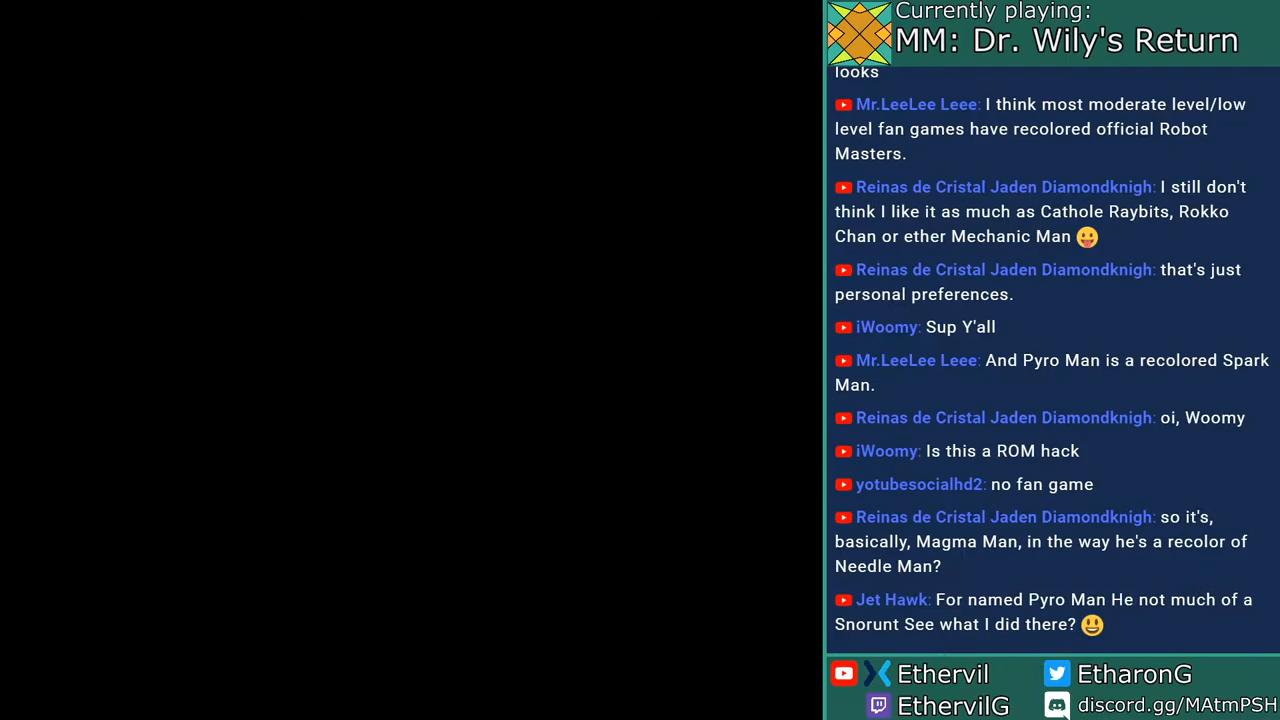 Currently playing:
MM: Dr. Wily's Return
looks
Mr.LeeLee Leee: I think most moderate level/low
level fan games have recolored official Robot
Masters.
Reinas de Cristal Jaden Diamondknigh: I still don't
think I like it as much as Cathole Raybits, Rokko
Chan or ether Mechanic Man 😛
Reinas de Cristal Jaden Diamondknigh: that's just
personal preferences.
iWoomy: Sup Y'all
Mr.LeeLee Leee: And Pyro Man is a recolored Spark
Man.
Reinas de Cristal Jaden Diamondknigh: oi, Woomy
iWoomy: Is this a ROM hack
yotubesocialhd2: no fan game
Reinas de Cristal Jaden Diamondknigh: so it's,
basically, Magma Man, in the way he's a recolor of
Needle Man?
Jet Hawk: For named Pyro Man He not much of a
Snorunt See what I did there? 😃
Ethervil
EtharonG
EthervilG
discord.gg/MAtmPSH